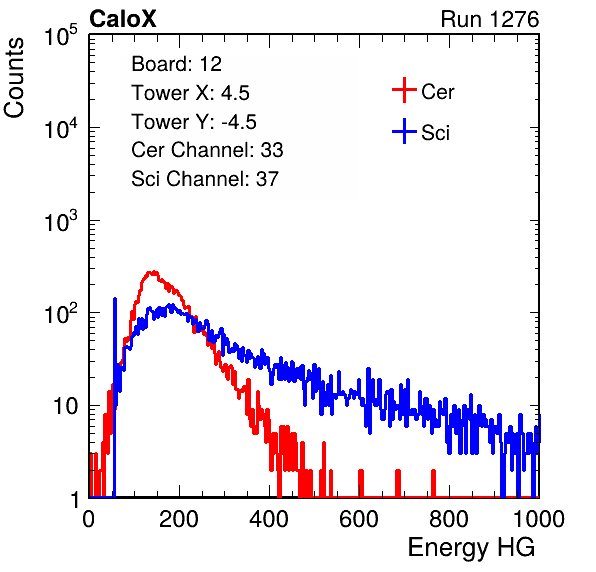 CaloX Run 1276
Counts
10^5
10^4
10^3
10^2
10
1
Board: 12
Tower X: 4.5
Tower Y: -4.5
Cer Channel: 33
Sci Channel: 37
Cer
Sci
0 200 400 600 800 1000
Energy HG